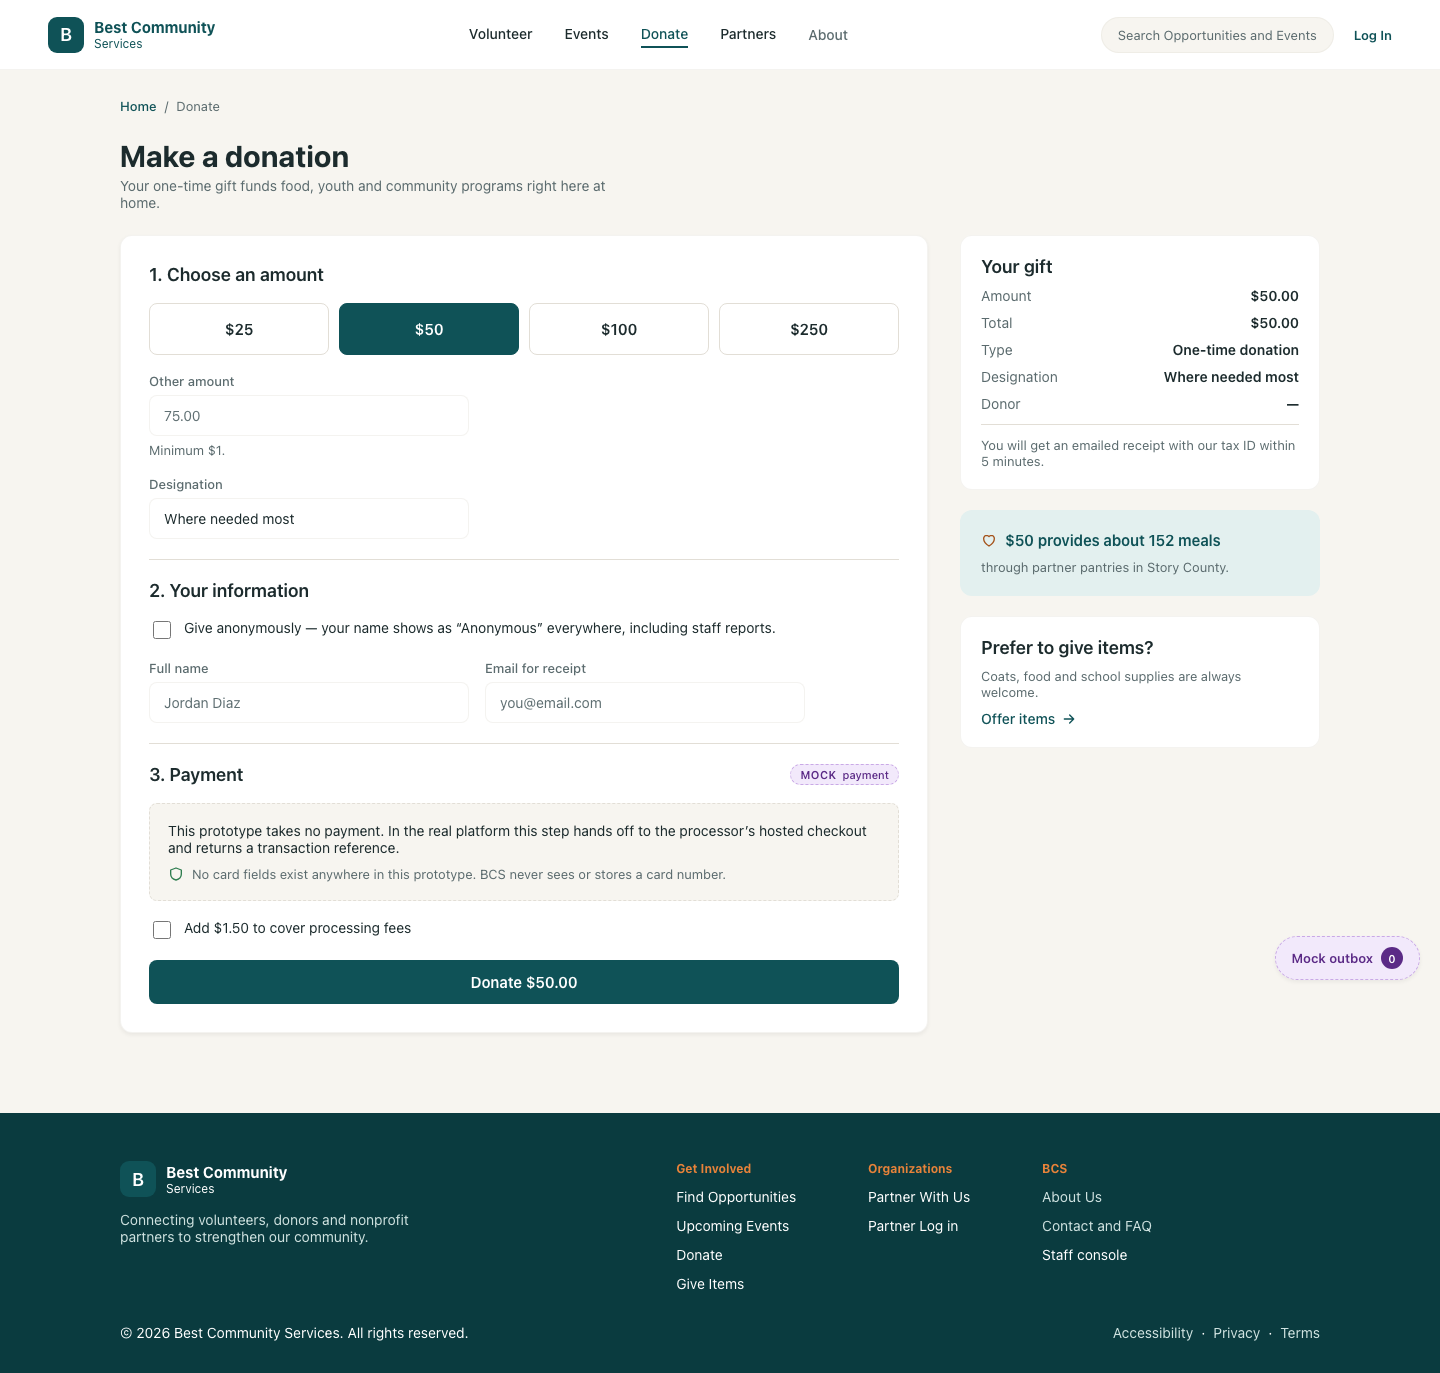 B
Best Community
Services
Volunteer
Events
Donate
Partners
About
Search Opportunities and Events
Log In
Home / Donate
Make a donation
Your one-time gift funds food, youth and community programs right here at
home.
1. Choose an amount
$25
$50
$100
$250
Other amount
75.00
Minimum $1.
Designation
Where needed most
2. Your information
Give anonymously — your name shows as “Anonymous” everywhere, including staff reports.
Full name
Jordan Diaz
Email for receipt
you@email.com
3. Payment
MOCK payment
This prototype takes no payment. In the real platform this step hands off to the processor’s hosted checkout
and returns a transaction reference.
No card fields exist anywhere in this prototype. BCS never sees or stores a card number.
Add $1.50 to cover processing fees
Donate $50.00
Your gift
Amount $50.00
Total $50.00
Type One-time donation
Designation Where needed most
Donor —
You will get an emailed receipt with our tax ID within
5 minutes.
$50 provides about 152 meals
through partner pantries in Story County.
Prefer to give items?
Coats, food and school supplies are always
welcome.
Offer items →
Mock outbox 0
B
Best Community
Services
Connecting volunteers, donors and nonprofit
partners to strengthen our community.
Get Involved
Find Opportunities
Upcoming Events
Donate
Give Items
Organizations
Partner With Us
Partner Log in
BCS
About Us
Contact and FAQ
Staff console
© 2026 Best Community Services. All rights reserved.
Accessibility · Privacy · Terms